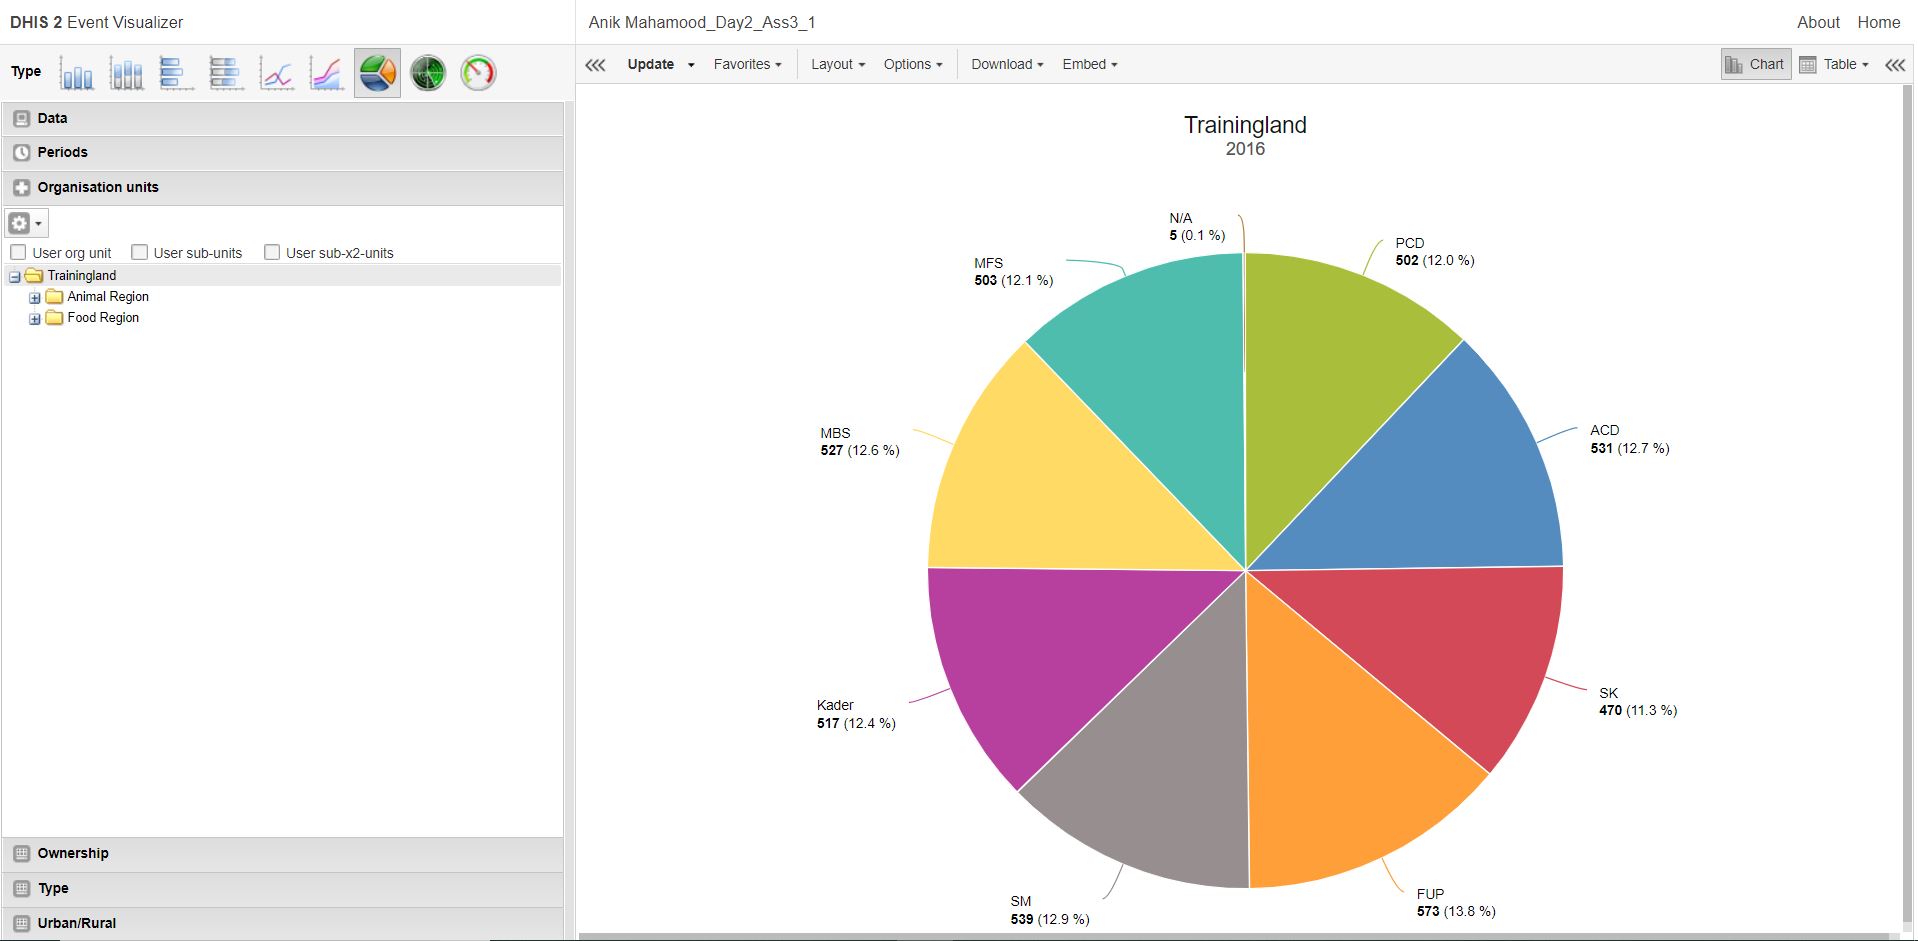 DHIS 2 Event Visualizer
Anik Mahamood_Day2_Ass3_1
About Home
Type
Update Favorites Layout Options Download Embed Chart Table
Data
Periods
Organisation units
User org unit User sub-units User sub-x2-units
Trainingland
Animal Region
Food Region
Ownership
Type
Urban/Rural
Trainingland
2016
N/A
5 (0.1 %)
PCD
502 (12.0 %)
MFS
503 (12.1 %)
ACD
531 (12.7 %)
MBS
527 (12.6 %)
SK
470 (11.3 %)
Kader
517 (12.4 %)
FUP
573 (13.8 %)
SM
539 (12.9 %)